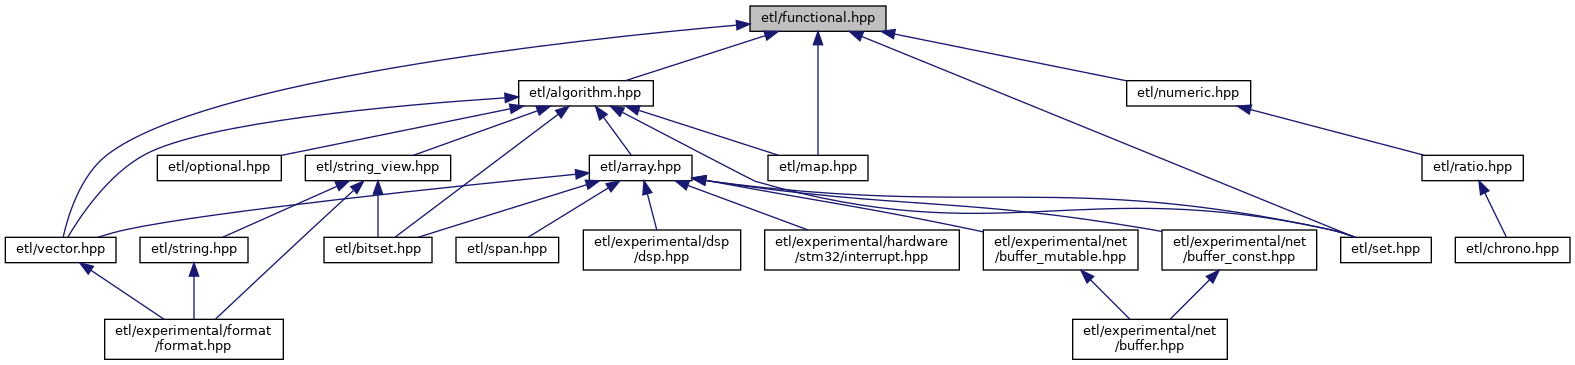 etl/functional.hpp
etl/algorithm.hpp
etl/numeric.hpp
etl/optional.hpp
etl/string_view.hpp
etl/array.hpp
etl/map.hpp
etl/ratio.hpp
etl/vector.hpp
etl/string.hpp
etl/bitset.hpp
etl/span.hpp
etl/experimental/dsp
/dsp.hpp
etl/experimental/hardware
/stm32/interrupt.hpp
etl/experimental/net
/buffer_mutable.hpp
etl/experimental/net
/buffer_const.hpp
etl/set.hpp
etl/chrono.hpp
etl/experimental/format
/format.hpp
etl/experimental/net
/buffer.hpp